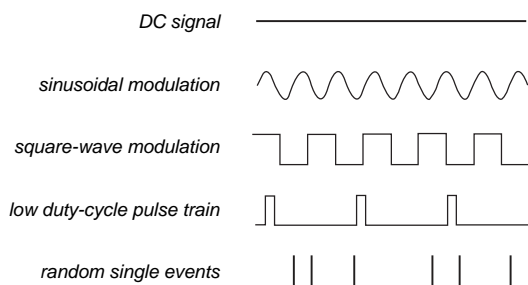 DC signal
sinusoidal modulation
square-wave modulation
low duty-cycle pulse train
random single events